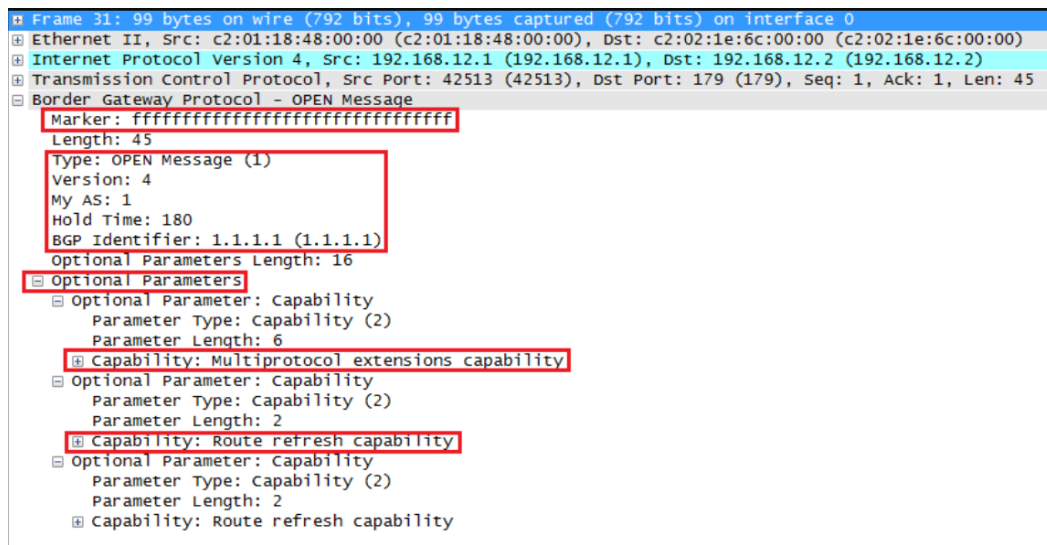 Frame 31: 99 bytes on wire (792 bits), 99 bytes captured (792 bits) on interface 0
Ethernet II, Src: c2:01:18:48:00:00 (c2:01:18:48:00:00), Dst: c2:02:1e:6c:00:00 (c2:02:1e:6c:00:00)
Internet Protocol Version 4, Src: 192.168.12.1 (192.168.12.1), Dst: 192.168.12.2 (192.168.12.2)
Transmission Control Protocol, Src Port: 42513 (42513), Dst Port: 179 (179), Seq: 1, Ack: 1, Len: 45
Border Gateway Protocol - OPEN Message
Marker: ffffffffffffffffffffffffffffffff
Length: 45
Type: OPEN Message (1)
Version: 4
My AS: 1
Hold Time: 180
BGP Identifier: 1.1.1.1 (1.1.1.1)
Optional Parameters Length: 16
Optional Parameters
Optional Parameter: Capability
Parameter Type: Capability (2)
Parameter Length: 6
Capability: Multiprotocol extensions capability
Optional Parameter: Capability
Parameter Type: Capability (2)
Parameter Length: 2
Capability: Route refresh capability
Optional Parameter: Capability
Parameter Type: Capability (2)
Parameter Length: 2
Capability: Route refresh capability